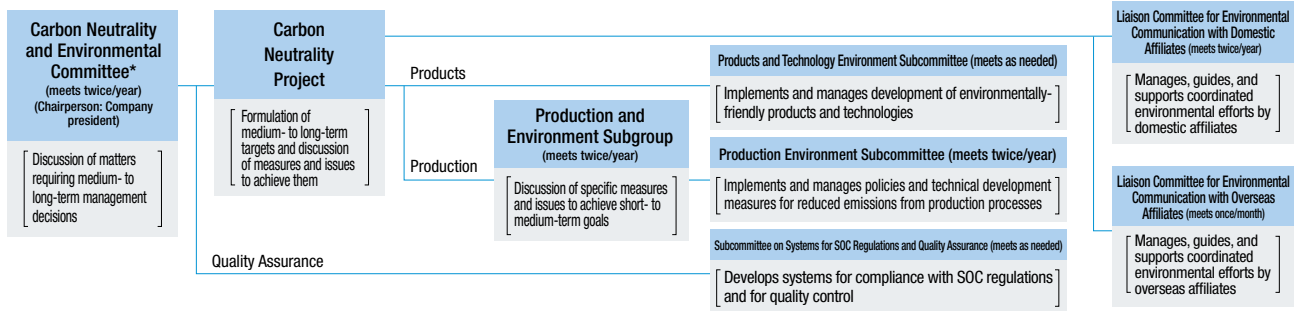 Carbon Neutrality
and Environmental
Committee*
(meets twice/year)
(Chairperson: Company
president)
Discussion of matters
requiring medium- to
long-term management
decisions
Carbon
Neutrality
Project
Formulation of
medium- to long-term
targets and discussion
of measures and issues
to achieve them
Products
Production
Quality Assurance
Production and
Environment Subgroup
(meets twice/year)
Discussion of specific measures
and issues to achieve short- to
medium-term goals
Products and Technology Environment Subcommittee (meets as needed)
Implements and manages development of environmentally-
friendly products and technologies
Production Environment Subcommittee (meets twice/year)
Implements and manages policies and technical development
measures for reduced emissions from production processes
Subcommittee on Systems for SOC Regulations and Quality Assurance (meets as needed)
Develops systems for compliance with SOC regulations
and for quality control
Liaison Committee for Environmental
Communication with Domestic
Affiliates (meets twice/year)
Manages, guides, and
supports coordinated
environmental efforts by
domestic affiliates
Liaison Committee for Environmental
Communication with Overseas
Affiliates (meets once/month)
Manages, guides, and
supports coordinated
environmental efforts by
overseas affiliates